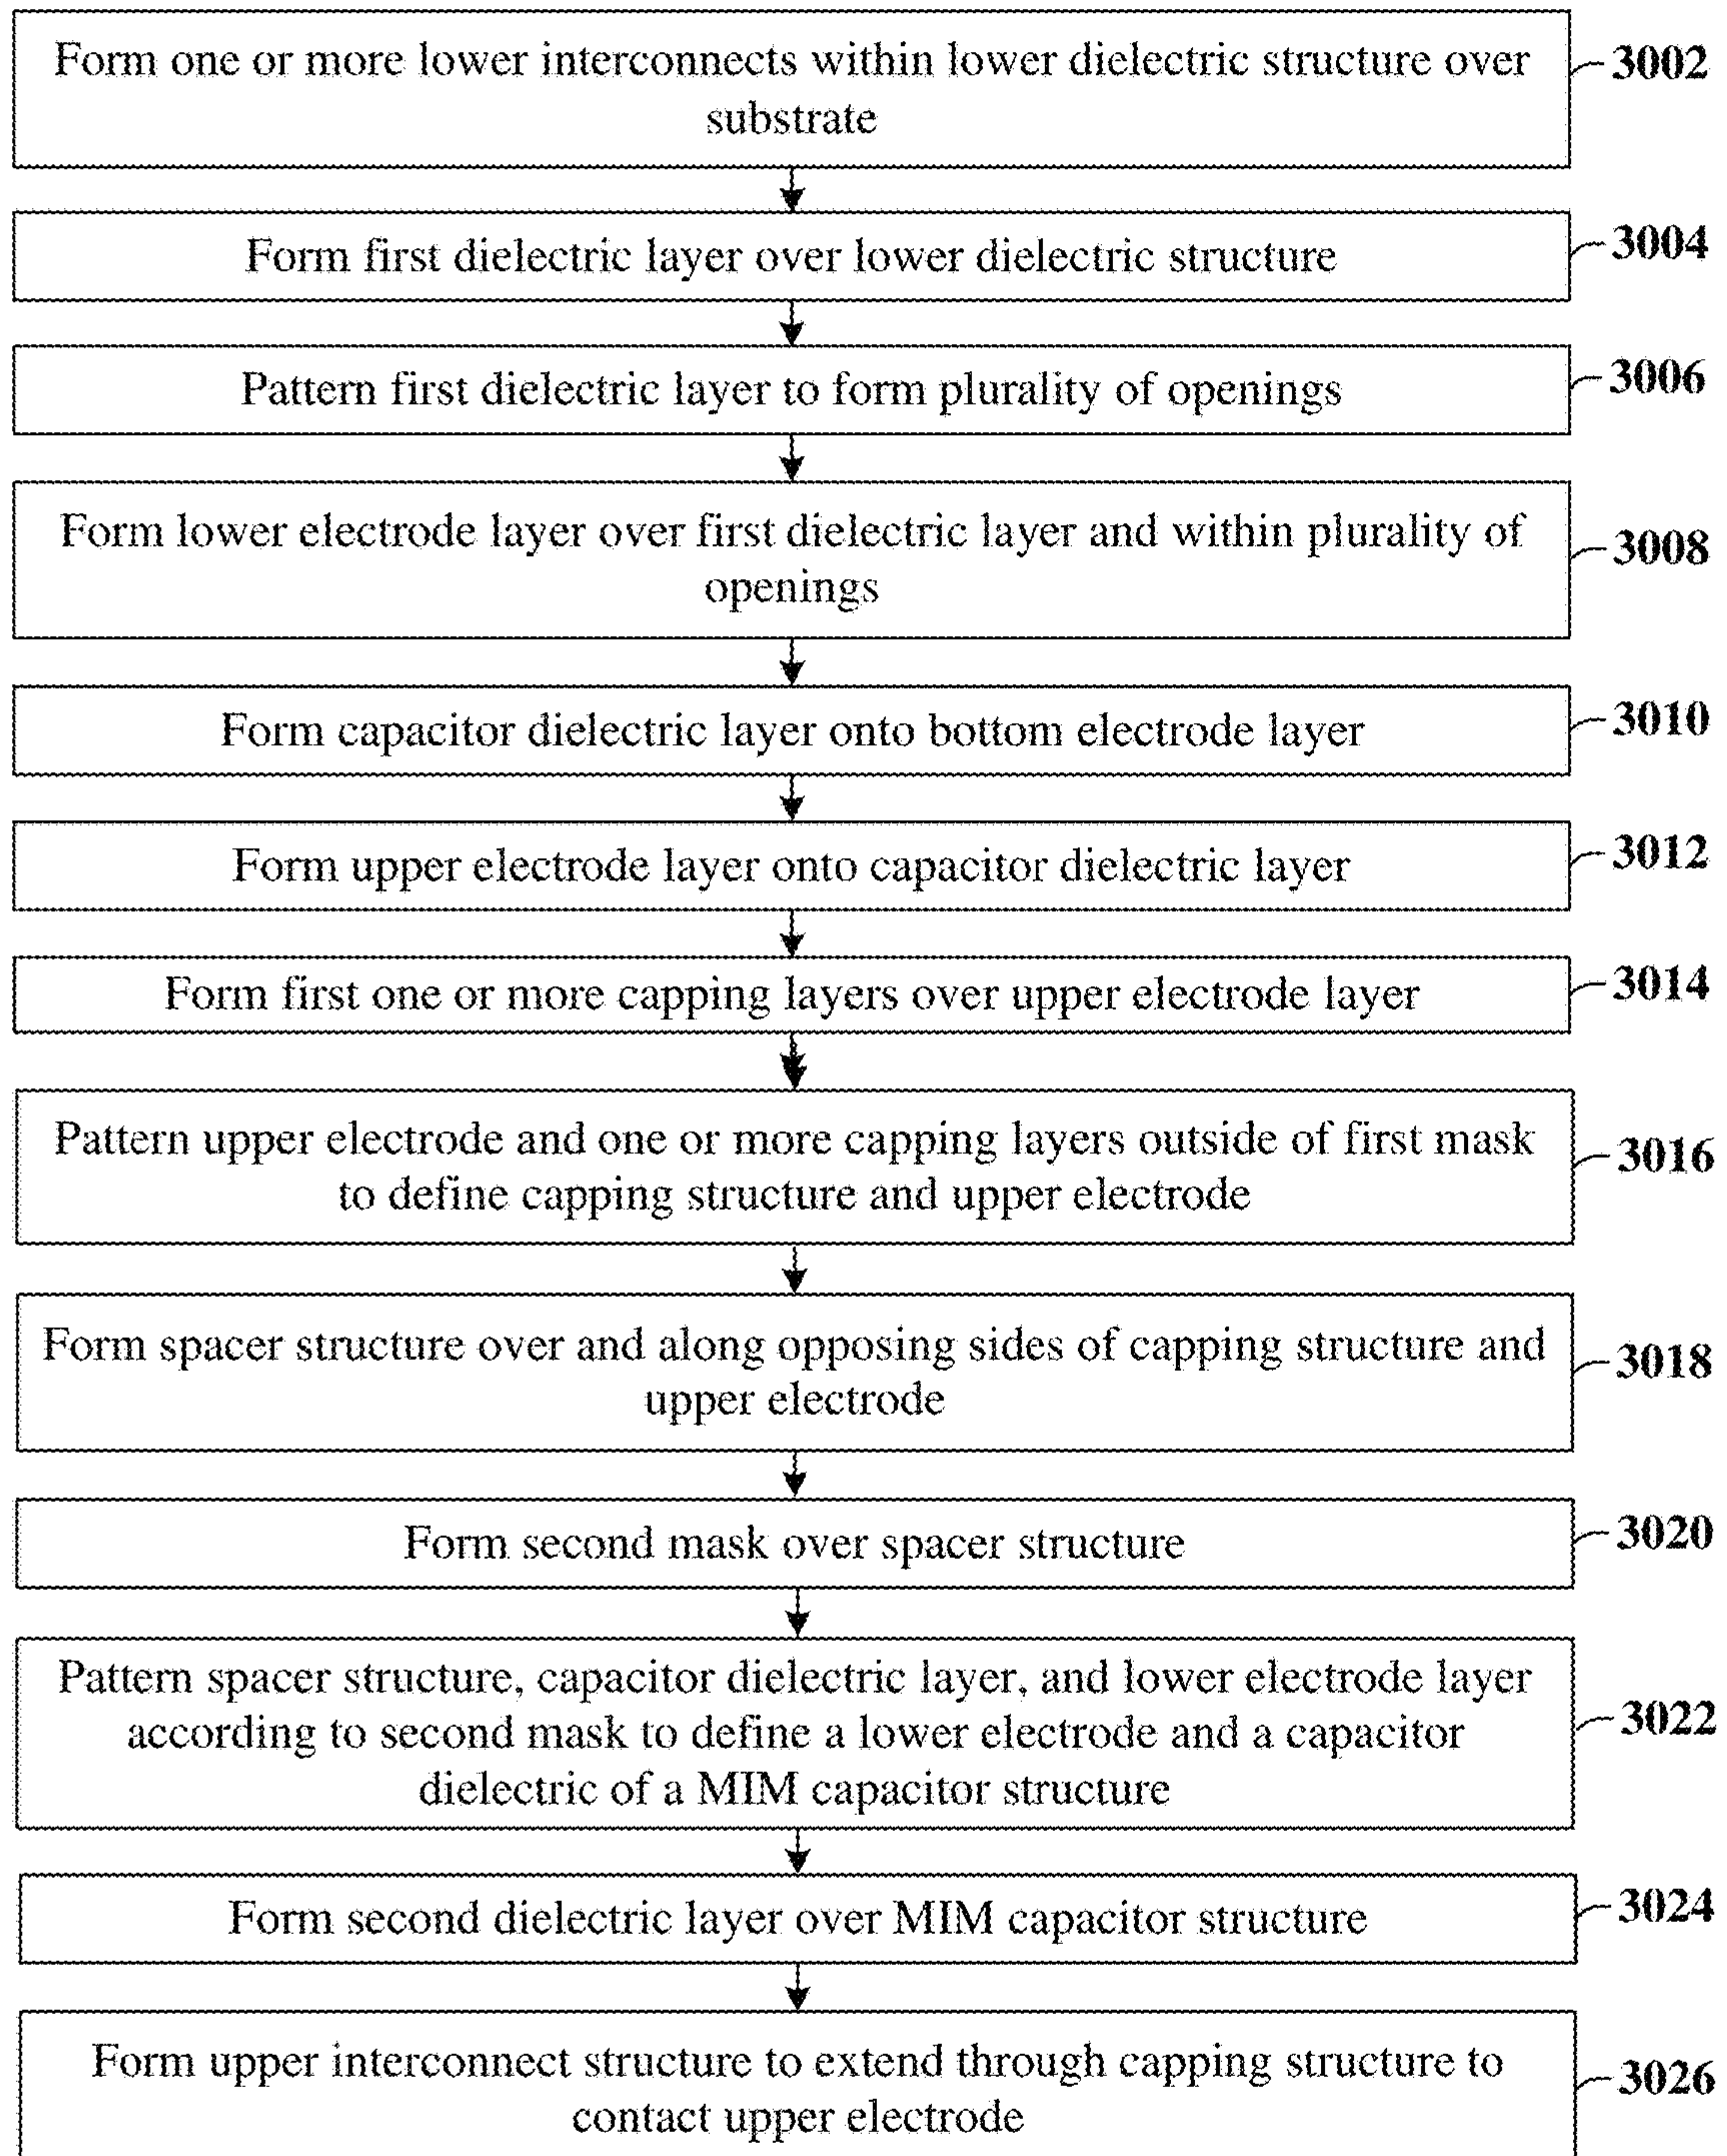 Form one or more lower interconnects within lower dielectric structure over
substrate
3002
Form first dielectric layer over lower dielectric structure
3004
Pattern first dielectric layer to form plurality of openings
3006
Form lower electrode layer over first dielectric layer and within plurality of
openings
3008
Form capacitor dielectric layer onto bottom electrode layer
3010
Form upper electrode layer onto capacitor dielectric layer
3012
Form first one or more capping layers over upper electrode layer
3014
Pattern upper electrode and one or more capping layers outside of first mask
to define capping structure and upper electrode
3016
Form spacer structure over and along opposing sides of capping structure and
upper electrode
3018
Form second mask over spacer structure
3020
Pattern spacer structure, capacitor dielectric layer, and lower electrode layer
according to second mask to define a lower electrode and a capacitor
dielectric of a MIM capacitor structure
3022
Form second dielectric layer over MIM capacitor structure
3024
Form upper interconnect structure to extend through capping structure to
contact upper electrode
3026